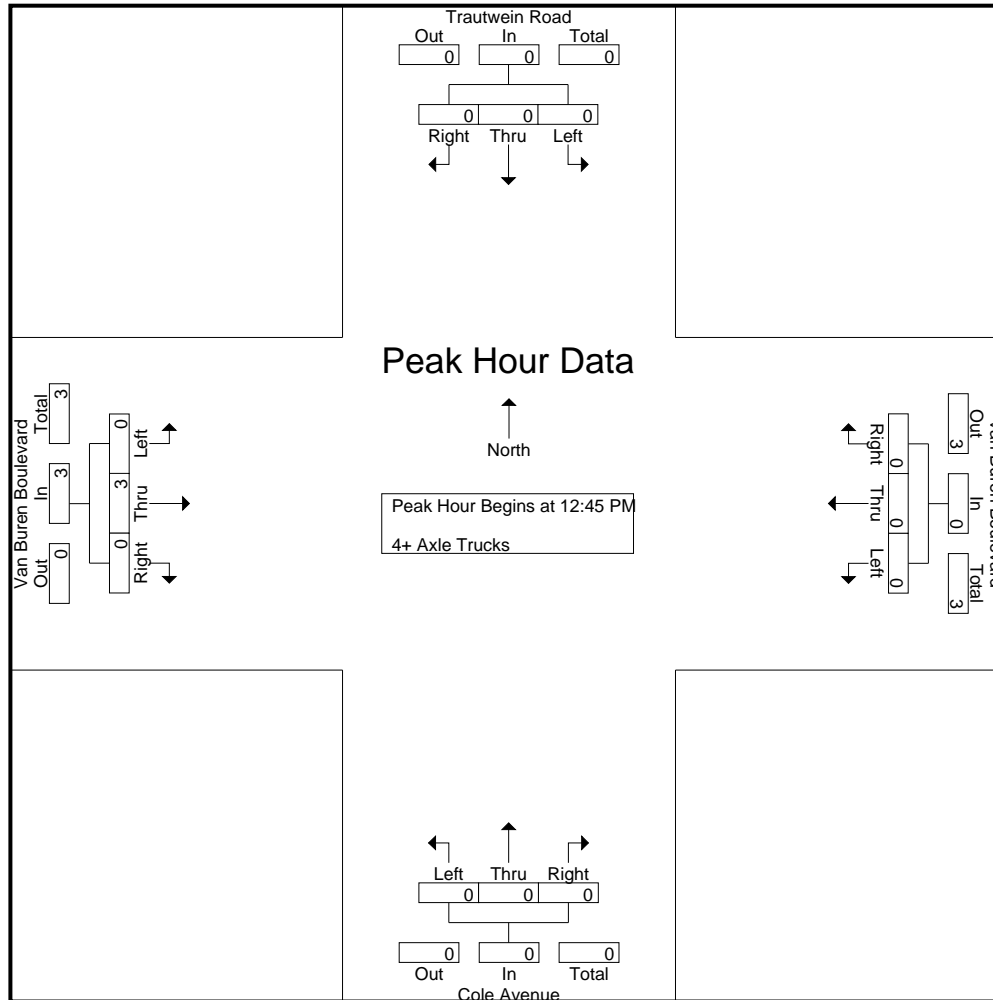 Trautwein Road
Out In Total
0 0 0
0 0 0
Right Thru Left
Peak Hour Data
North
Peak Hour Begins at 12:45 PM
4+ Axle Trucks
Van Buren Boulevard
Total In Out
3 3 0
0 3 0
Left Thru Right
Right Thru Left
0 0 0
3 0 3
Out In Total
Left Thru Right
0 0 0
0 0 0
Out In Total
Cole Avenue